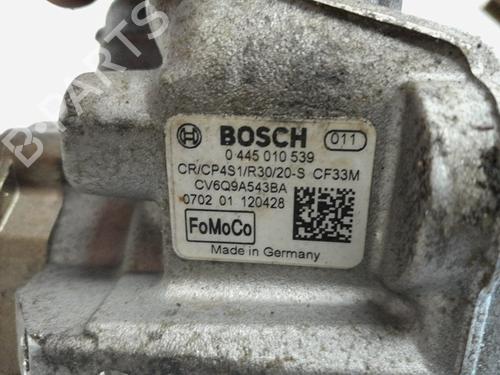 BOSCH 011
0 445 010 539
CR/CP4S1/R30/20-S CF33M
CV6Q9A543BA
0702 01 120428
FoMoCo
Made in Germany
B-PARTS